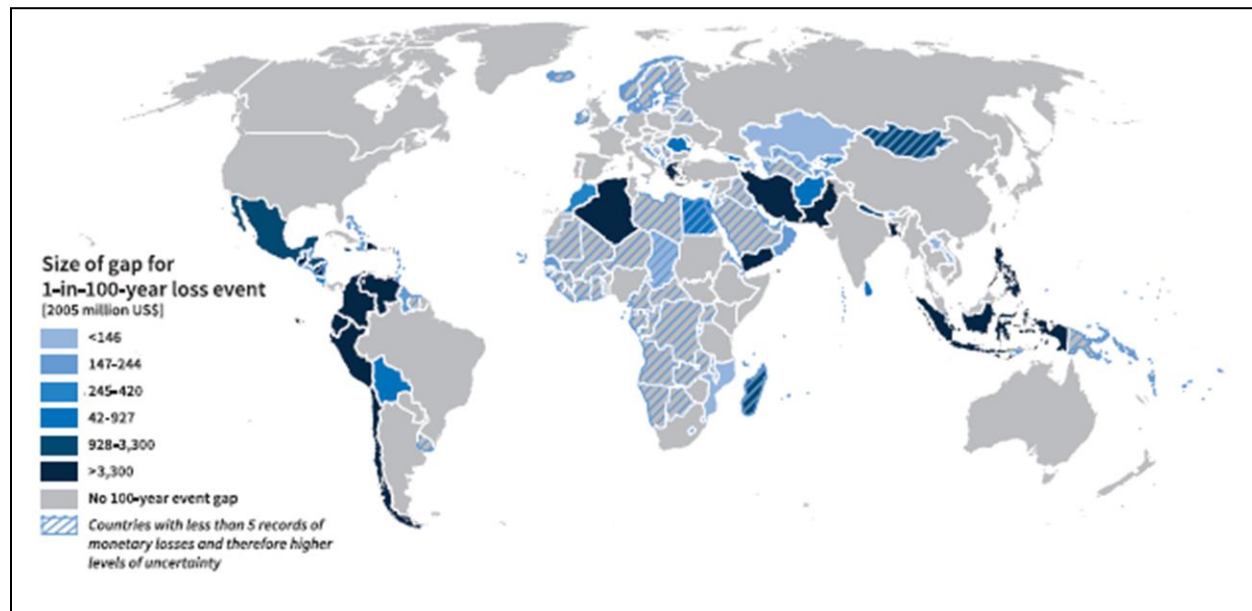 Size of gap for
1-in-100-year loss event
[2005 million US$]
<146
147-244
245-420
42-927
928-3,300
>3,300
No 100-year event gap
Countries with less than 5 records of
monetary losses and therefore higher
levels of uncertainty